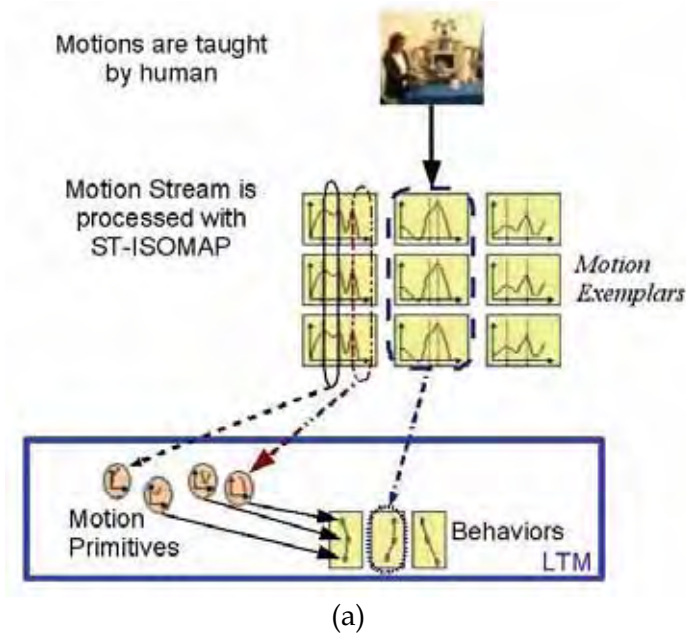 Motions are taught
by human
Motion Stream is
processed with
ST-ISOMAP
Motion
Exemplars
Motion
Primitives
Behaviors
LTM
(a)